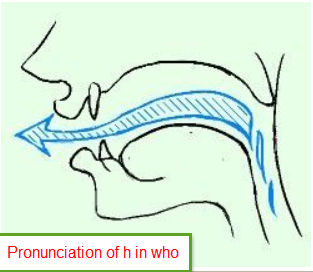 Pronunciation of h in who